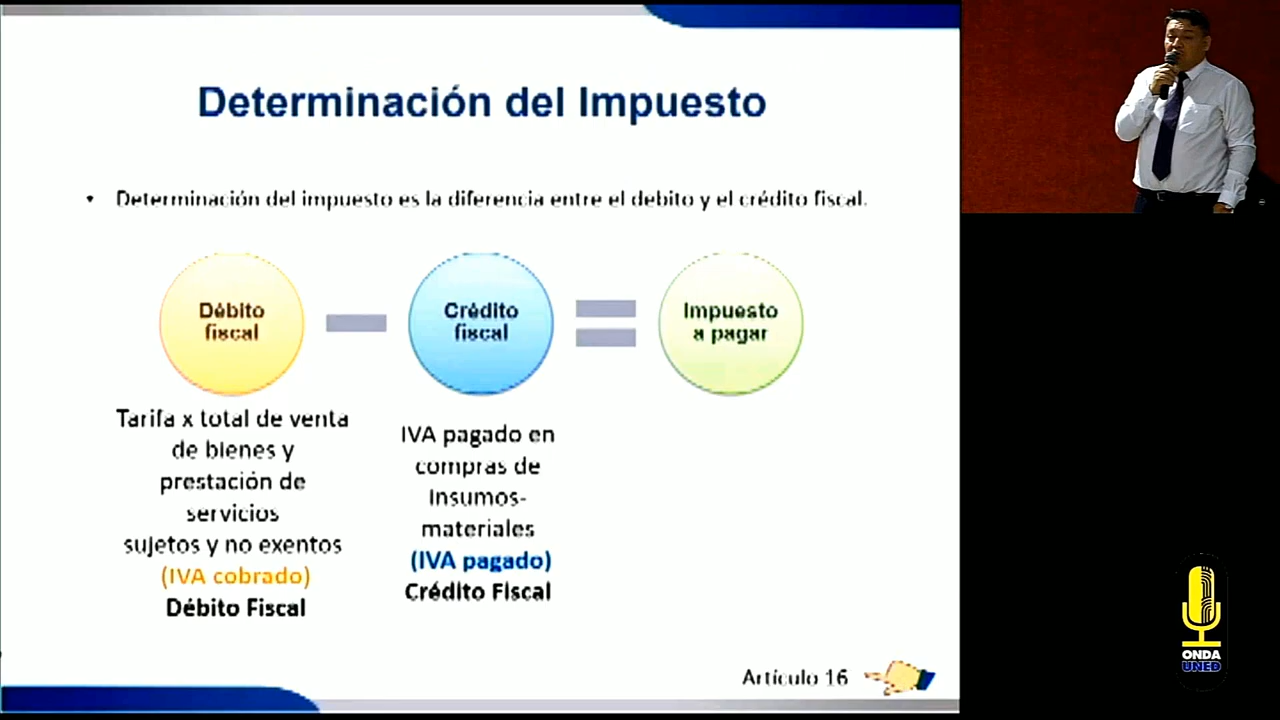 Determinación del Impuesto
• Determinación del impuesto es la diferencia entre el debito y el crédito fiscal.
Débito
fiscal
Crédito
fiscal
Impuesto
a pagar
Tarifa x total de venta
de bienes y
prestación de
servicios
sujetos y no exentos
(IVA cobrado)
Débito Fiscal
IVA pagado en
compras de
Insumos-
materiales
(IVA pagado)
Crédito Fiscal
Artículo 16
ONDA
UNED